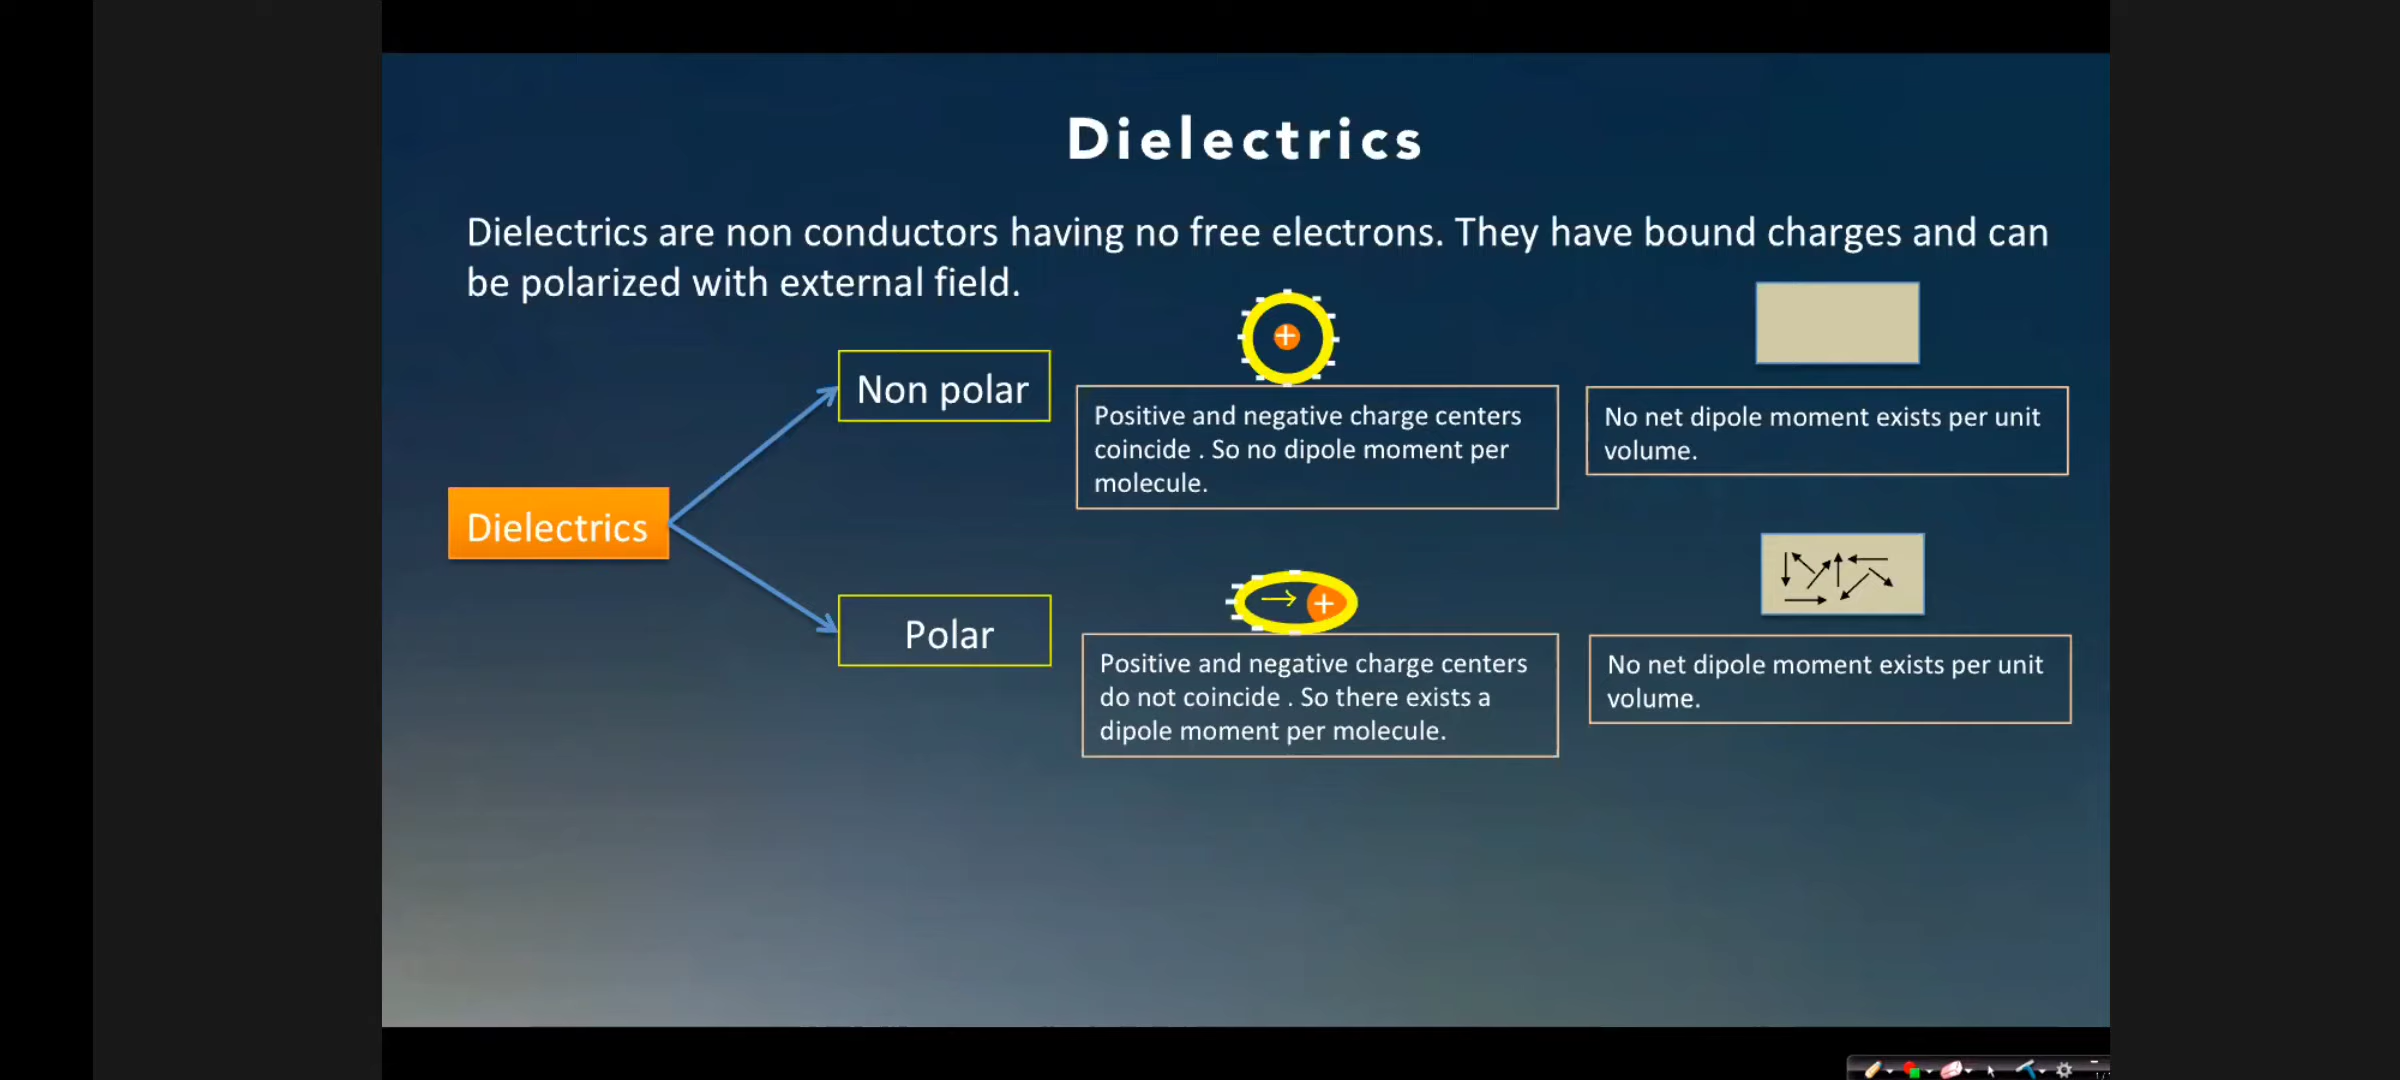 Dielectrics
Dielectrics are non conductors having no free electrons. They have bound charges and can
be polarized with external field.
Non polar
Positive and negative charge centers
coincide . So no dipole moment per
molecule.
No net dipole moment exists per unit
volume.
Dielectrics
Polar
Positive and negative charge centers
do not coincide . So there exists a
dipole moment per molecule.
No net dipole moment exists per unit
volume.